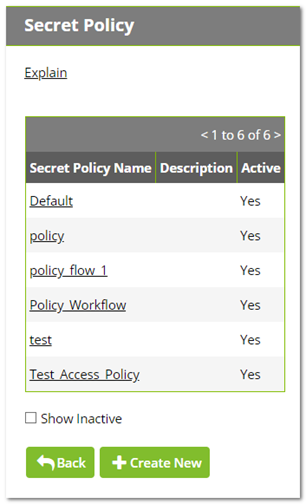 Secret Policy
Explain
< 1 to 6 of 6 >
Secret Policy Name Description Active
Default Yes
policy Yes
policy_flow_1 Yes
Policy_Workflow Yes
test Yes
Test_Access_Policy Yes
Show Inactive
Back Create New